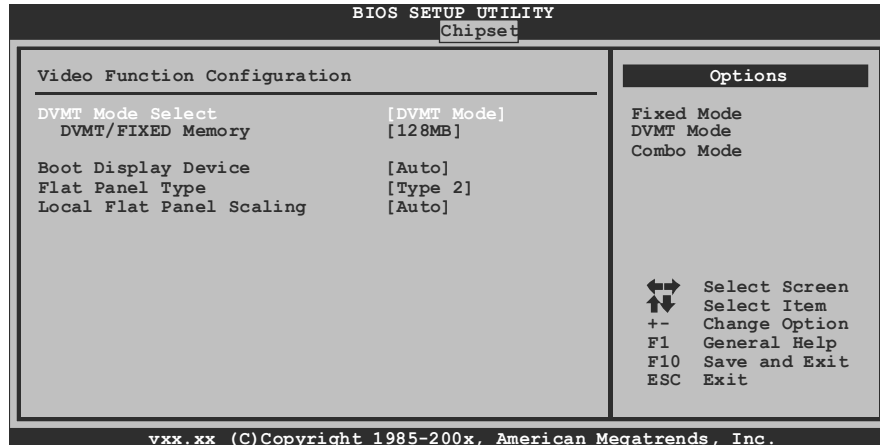 BIOS SETUP UTILITY
Chipset
Video Function Configuration
DVMT Mode Select [DVMT Mode]
DVMT/FIXED Memory [128MB]
Boot Display Device [Auto]
Flat Panel Type [Type 2]
Local Flat Panel Scaling [Auto]
Options
Fixed Mode
DVMT Mode
Combo Mode
Select Screen
Select Item
+- Change Option
F1 General Help
F10 Save and Exit
ESC Exit
vxx.xx (C)Copyright 1985-200x, American Megatrends, Inc.